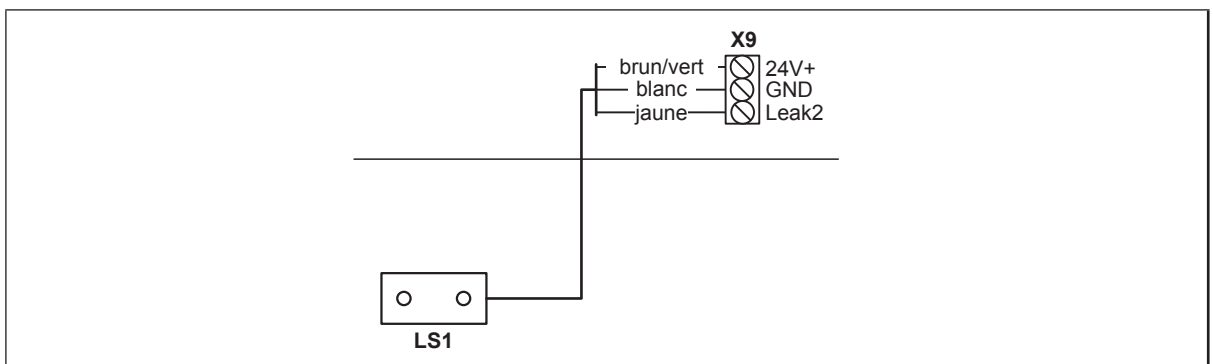 X9
brun/vert 24V+
blanc GND
jaune Leak2
LS1